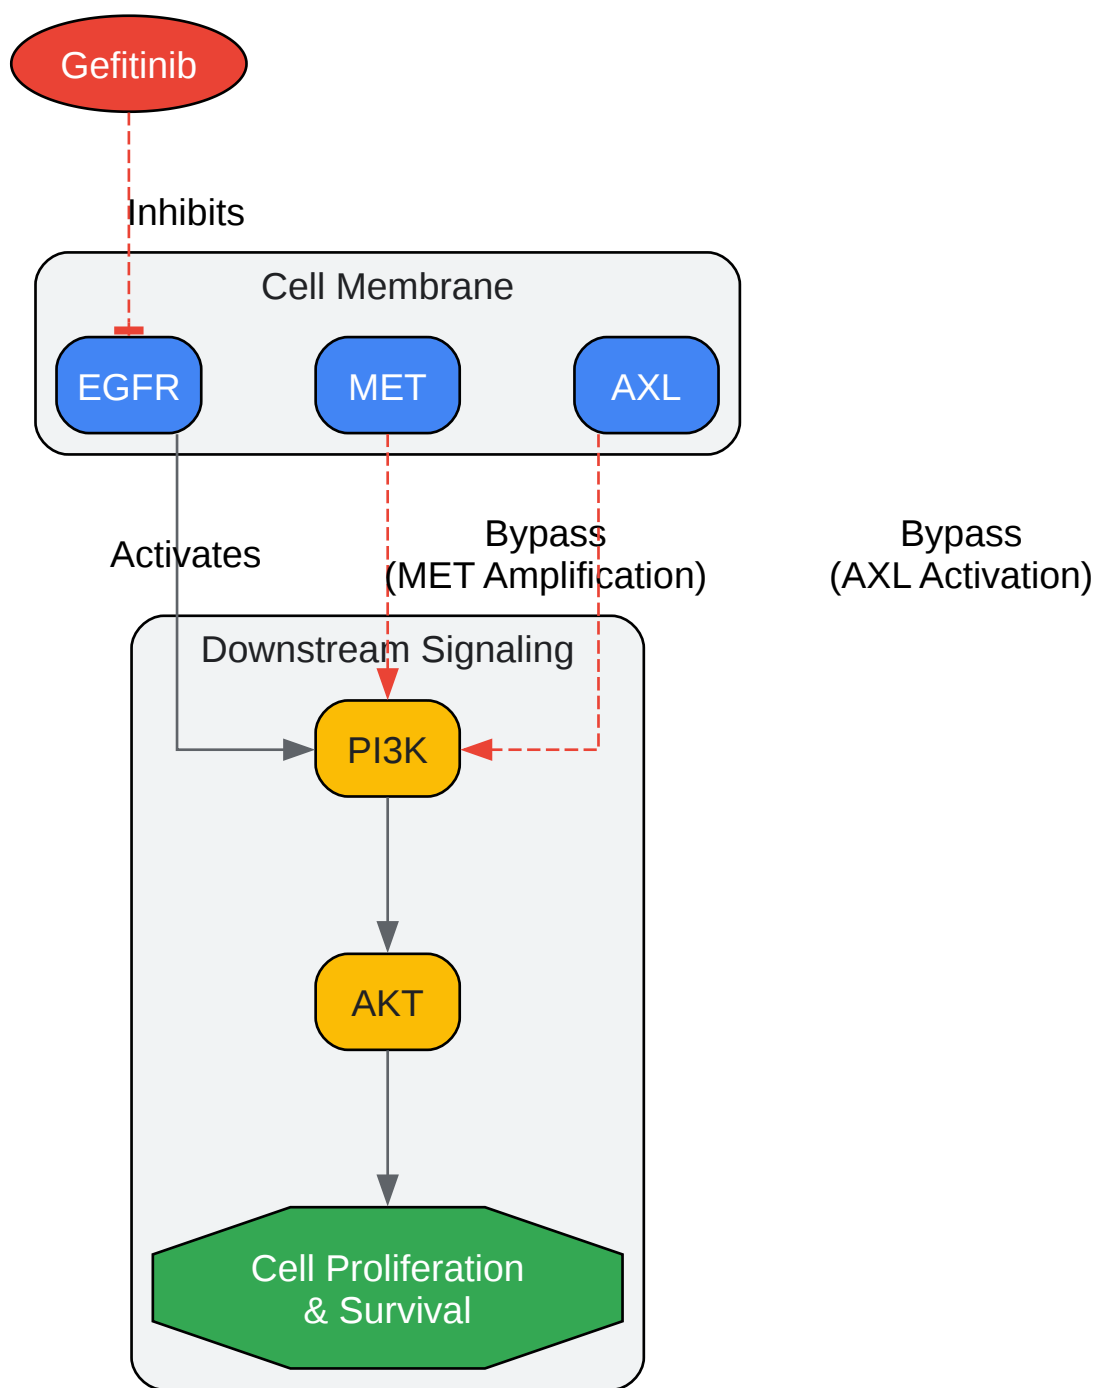 Gefitinib
Inhibits
Cell Membrane
EGFR
MET
AXL
Activates
Bypass
(MET Amplification)
Bypass
(AXL Activation)
Downstream Signaling
PI3K
AKT
Cell Proliferation
& Survival